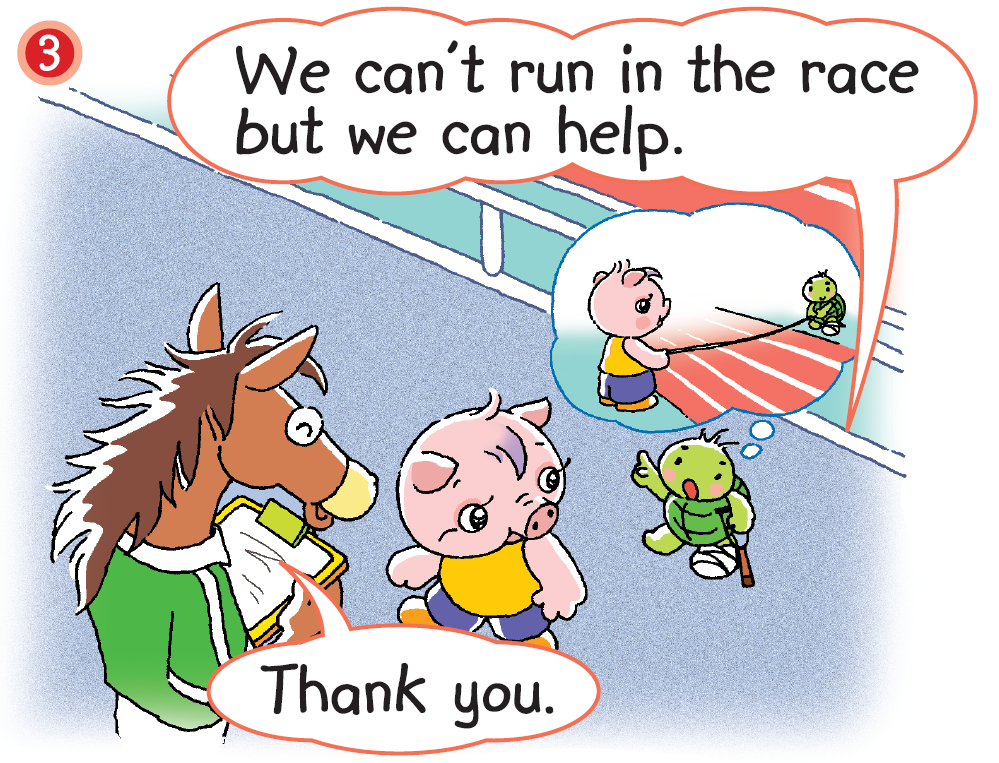 3
We can't run in the race
but we can help.
Thank you.